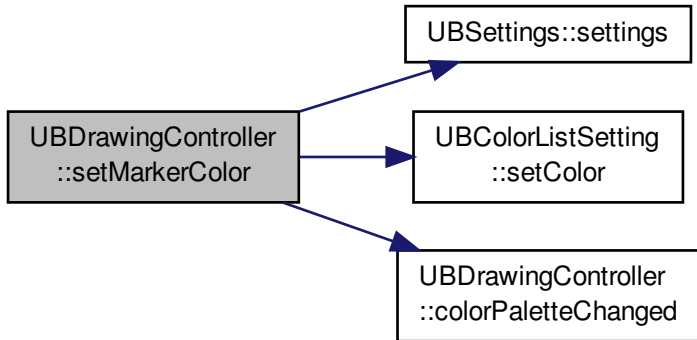 UBDrawingController
::setMarkerColor
UBSettings::settings
UBColorListSetting
::setColor
UBDrawingController
::colorPaletteChanged